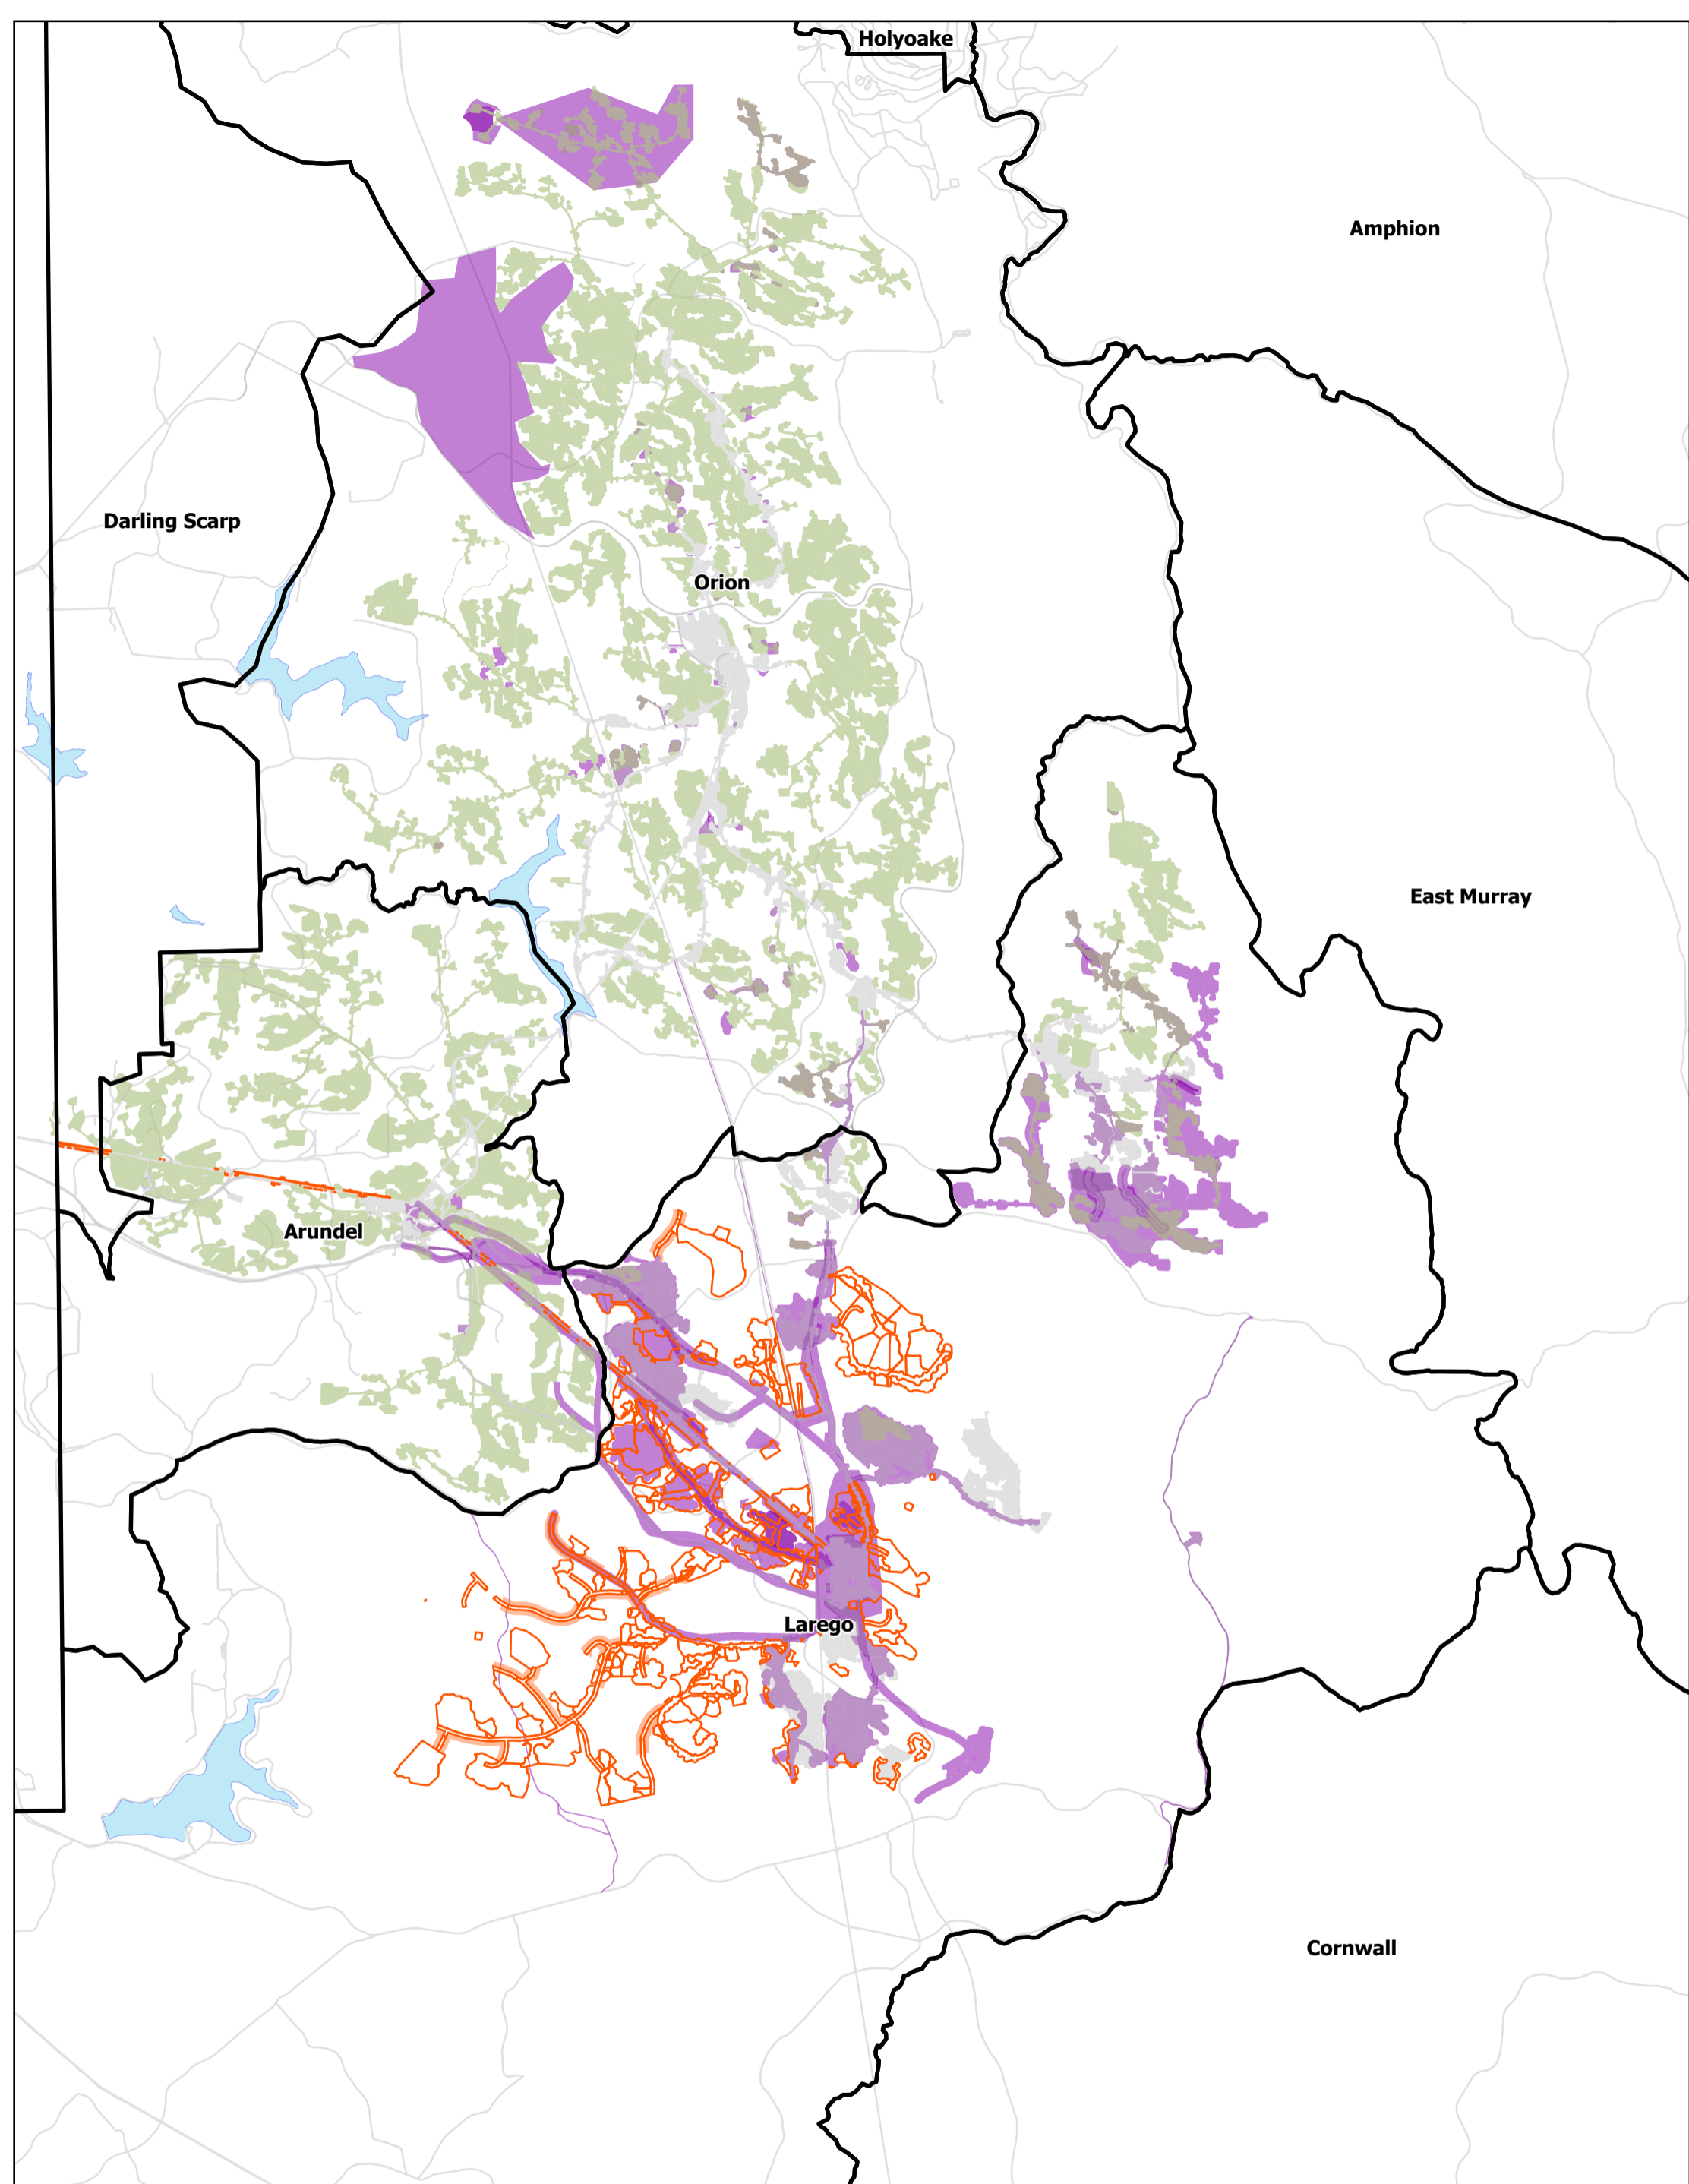 Holyoake
Amphion
Darling Scarp
Orion
East Murray
Arundel
Larego
Cornwall